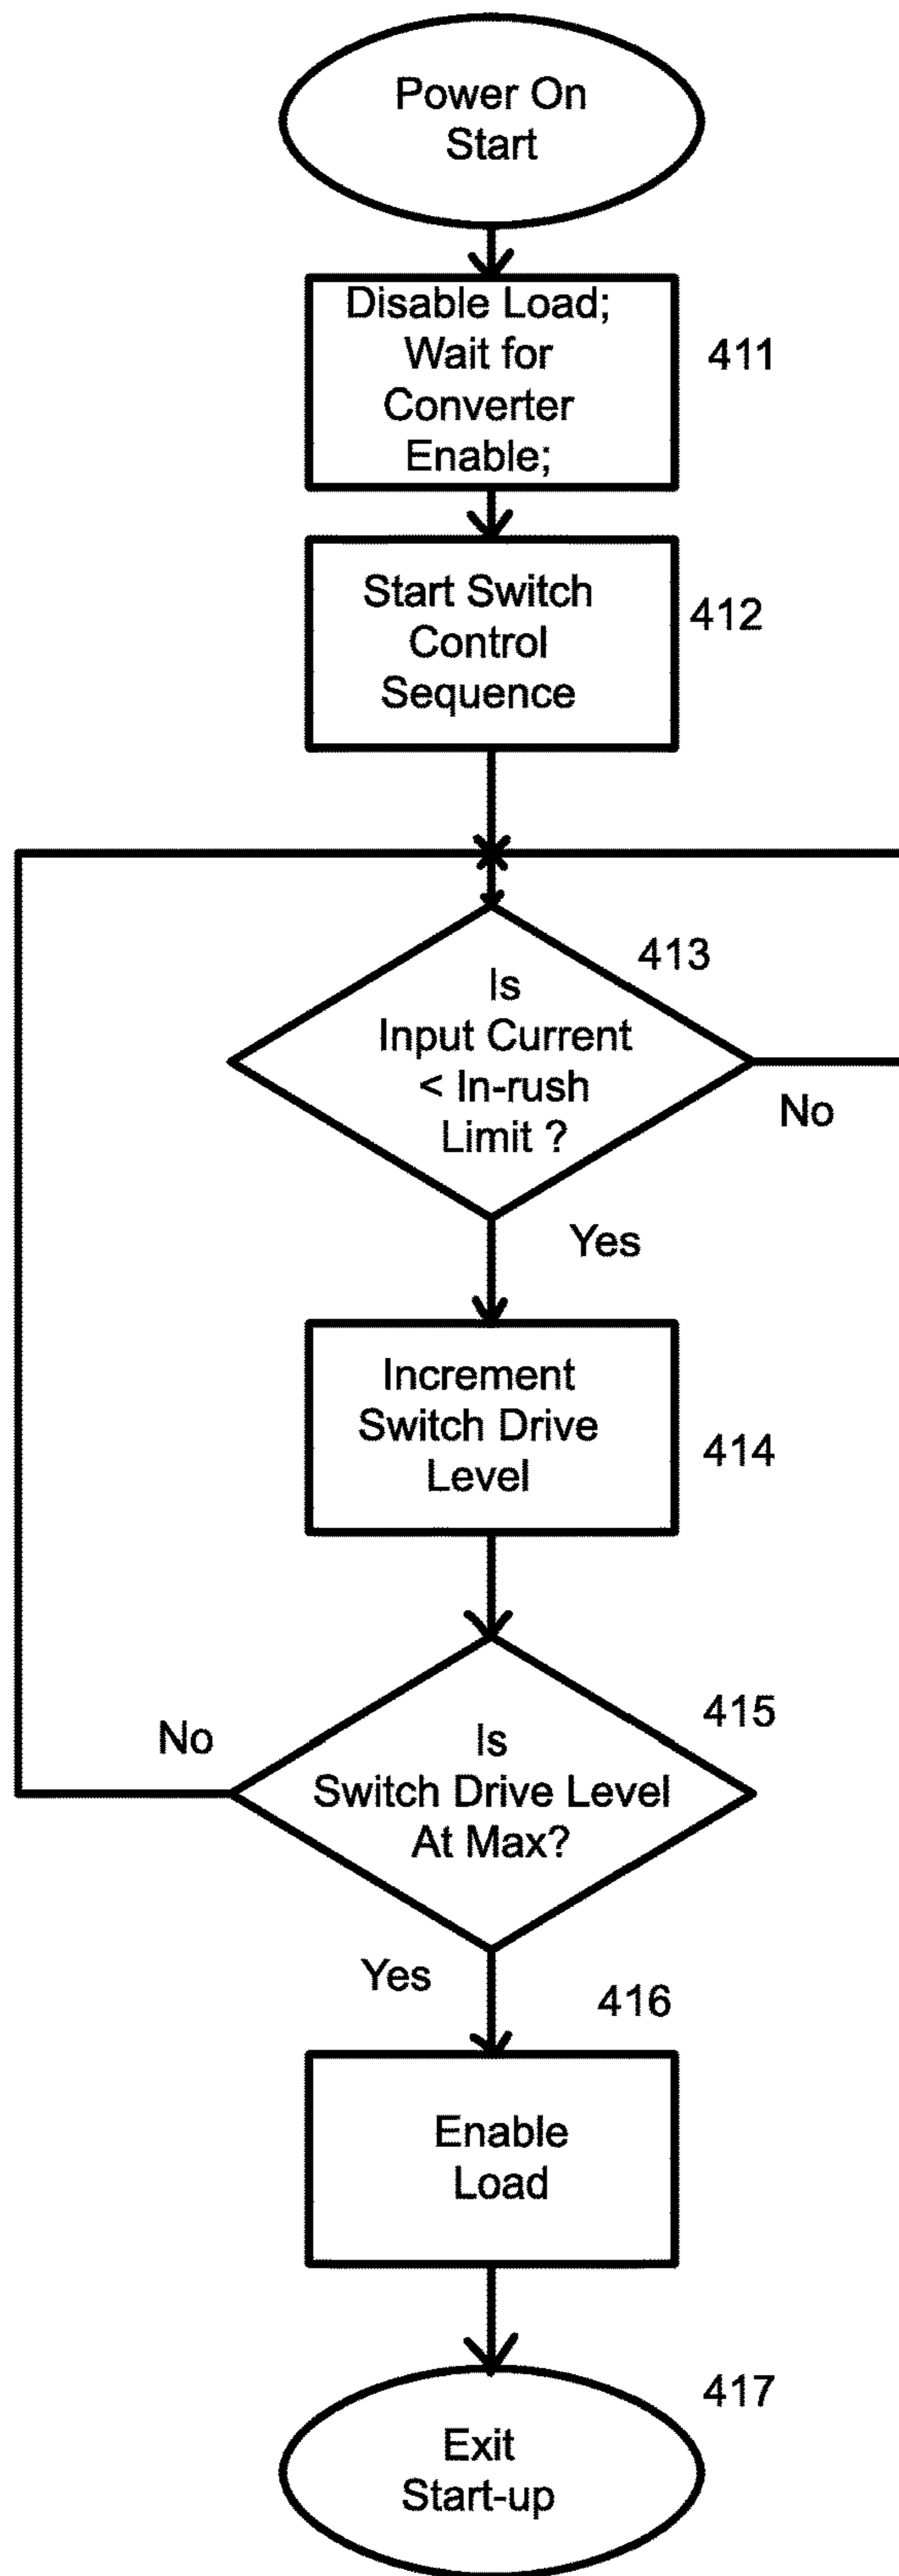 Power On
Start
Disable Load;
Wait for
Converter
Enable;
411
Start Switch
Control
Sequence
412
413
Is
Input Current
< In-rush
Limit ?
No
Yes
Increment
Switch Drive
Level
414
415
No
Is
Switch Drive Level
At Max?
Yes
416
Enable
Load
417
Exit
Start-up